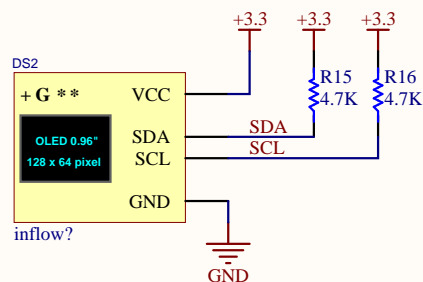 +3.3 +3.3 +3.3
DS2
+ G * *
VCC
R15 R16
4.7K 4.7K
OLED 0.96"
128 x 64 pixel
SDA SDA
SCL SCL
GND
inflow?
GND